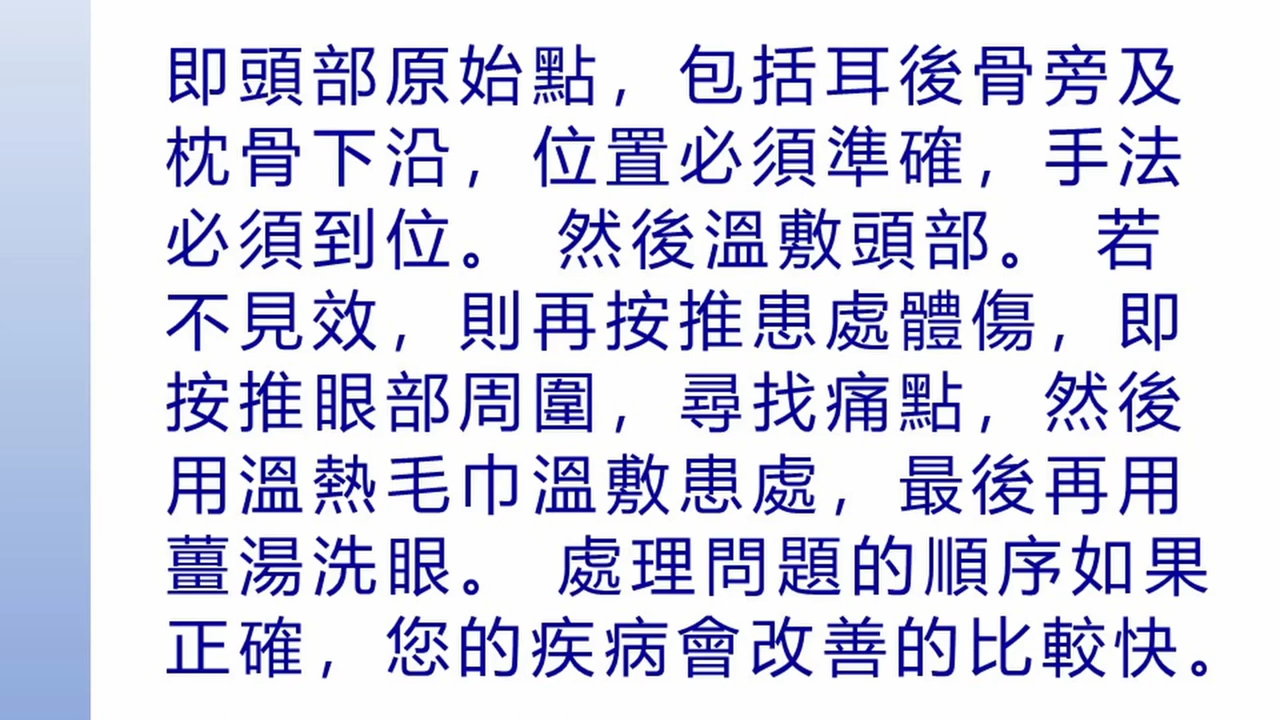 即頭部原始點，包括耳後骨旁及
枕骨下沿，位置必須準確，手法
必須到位。 然後溫敷頭部。 若
不見效，則再按推患處體傷，即
按推眼部周圍，尋找痛點，然後
用溫熱毛巾溫敷患處，最後再用
薑湯洗眼。 處理問題的順序如果
正確，您的疾病會改善的比較快。